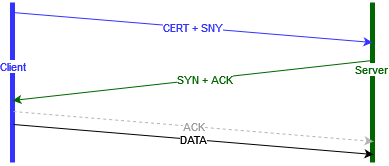 CERT + SNY
Client
Server
SYN + ACK
ACK
DATA